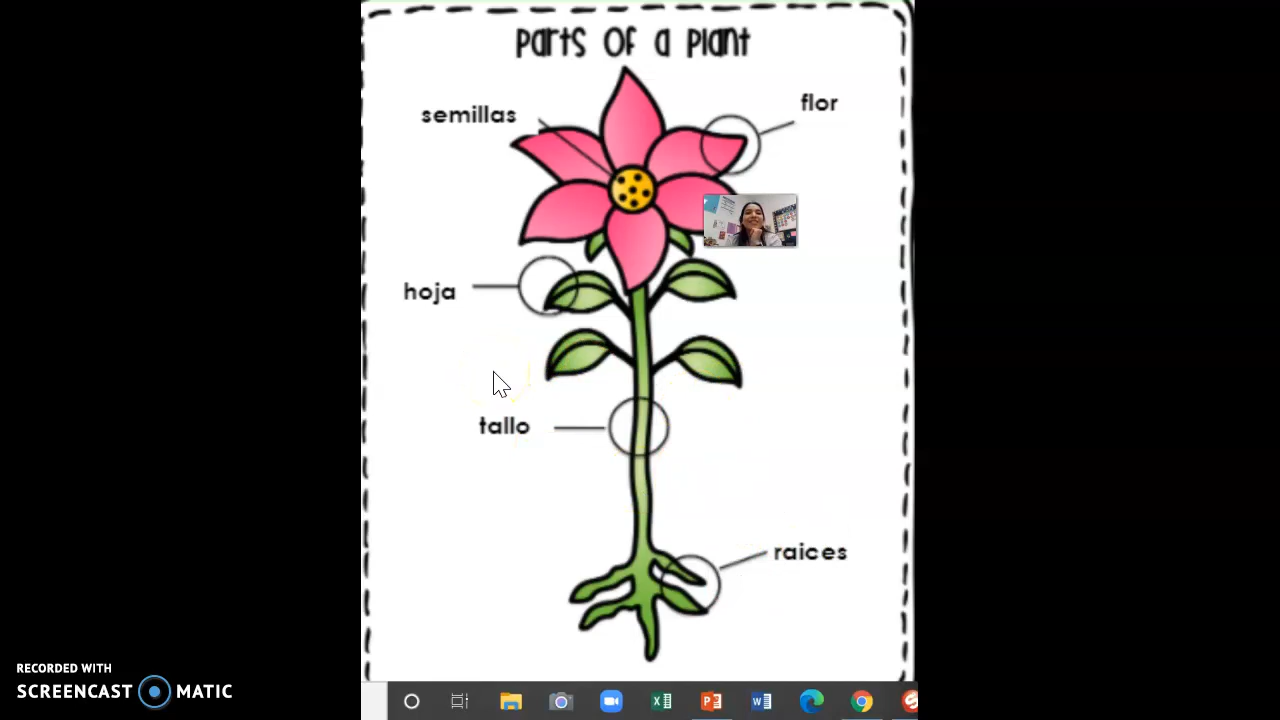 Parts of a Plant
semillas
flor
hoja
tallo
raices
RECORDED WITH
SCREENCAST MATIC